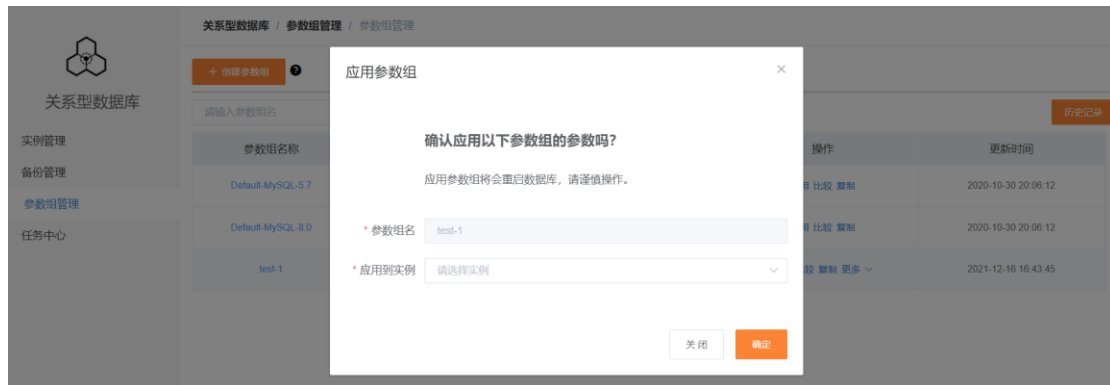 关系型数据库 / 参数组管理 / 参数组管理
关系型数据库
实例管理
备份管理
参数组管理
任务中心
+ 创建参数组
请输入参数组名
历史记录
参数组名称 操作 更新时间
Default-MySQL-5.7 比较 复制 2020-10-30 20:06:12
Default-MySQL-8.0 比较 复制 2020-10-30 20:06:12
test-1 较 复制 更多 2021-12-16 16:43:45
应用参数组
确认应用以下参数组的参数吗?
应用参数组将会重启数据库，请谨慎操作。
* 参数组名 test-1
* 应用到实例 请选择实例
关闭 确定